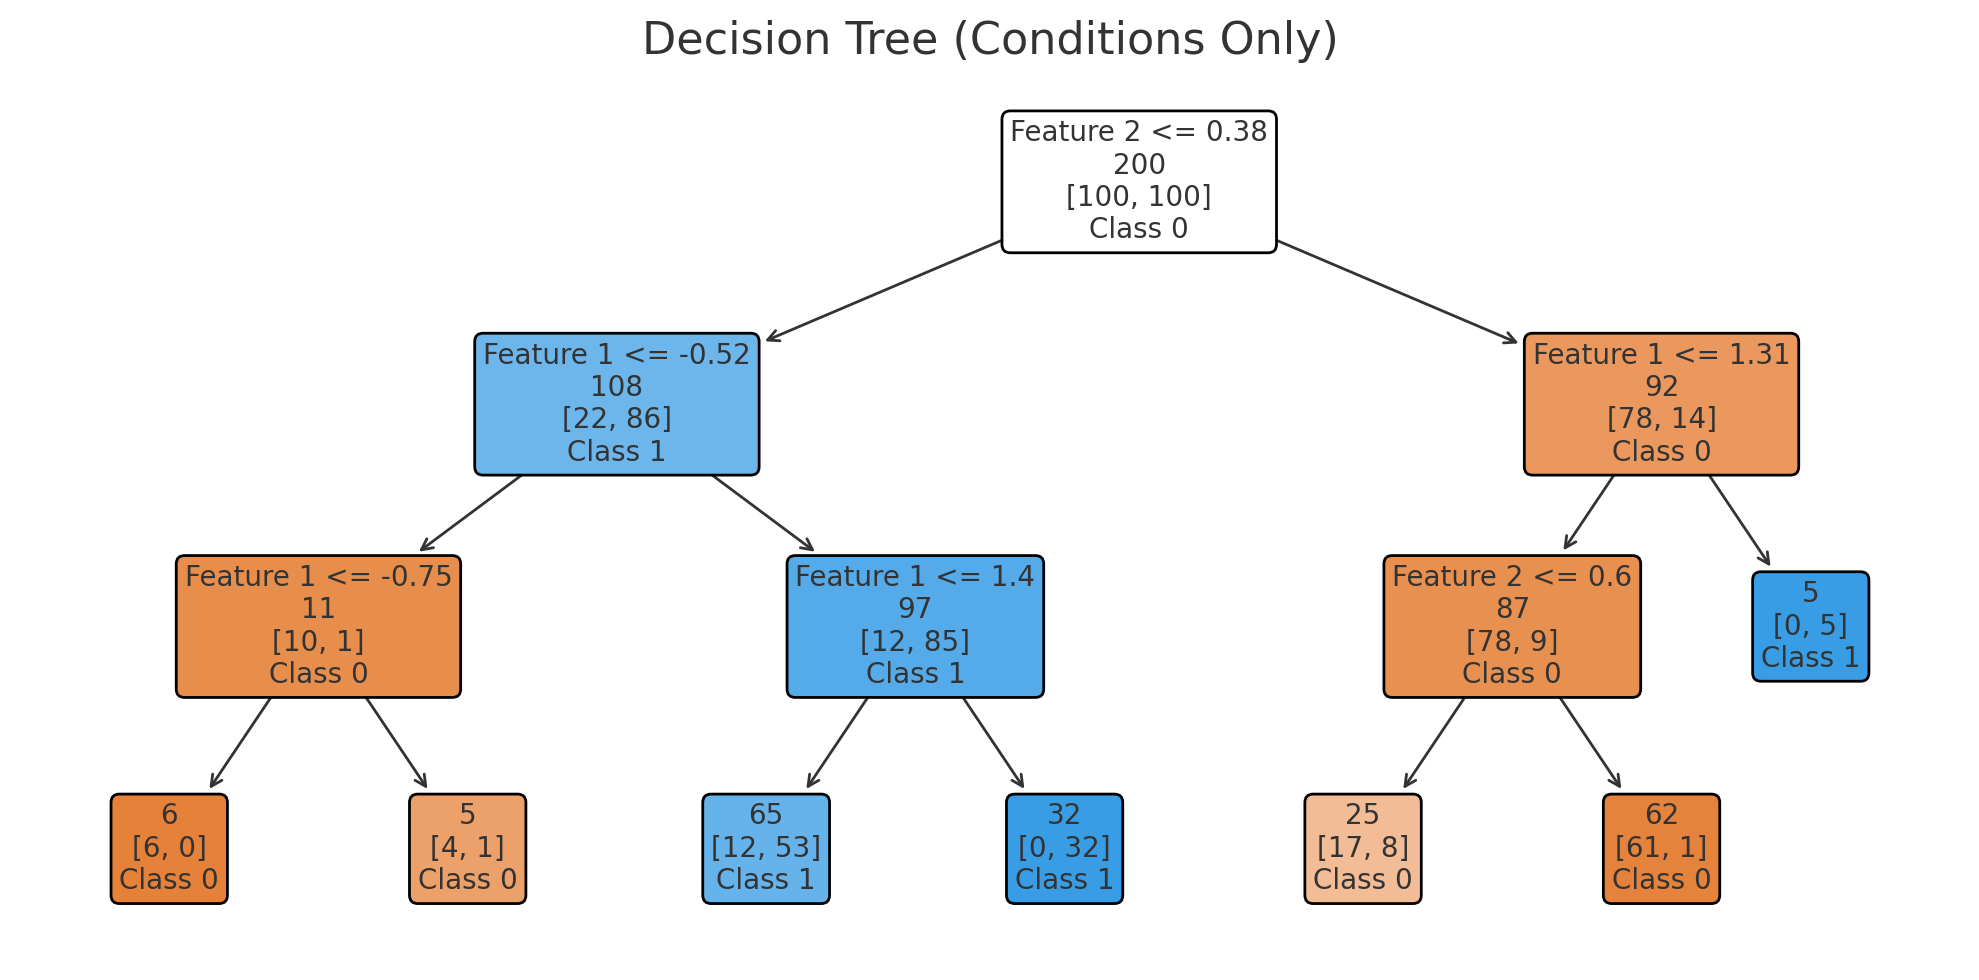 Decision Tree (Conditions Only)
Feature 2 <= 0.38
200
[100, 100]
Class 0
Feature 1 <= -0.52
108
[22, 86]
Class 1
Feature 1 <= 1.31
92
[78, 14]
Class 0
Feature 1 <= -0.75
11
[10, 1]
Class 0
Feature 1 <= 1.4
97
[12, 85]
Class 1
Feature 2 <= 0.6
87
[78, 9]
Class 0
5
[0, 5]
Class 1
6
[6, 0]
Class 0
5
[4, 1]
Class 0
65
[12, 53]
Class 1
32
[0, 32]
Class 1
25
[17, 8]
Class 0
62
[61, 1]
Class 0